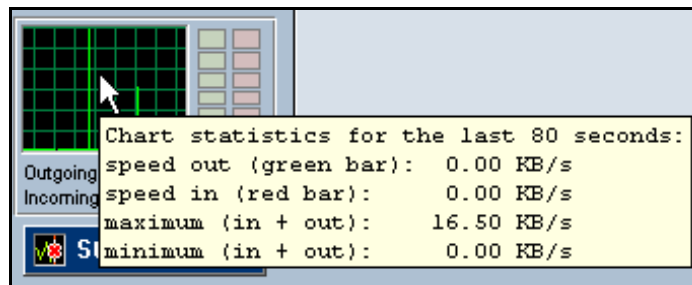 Chart statistics for the last 80 seconds:
Outgoing speed out (green bar): 0.00 KB/s
Incoming speed in (red bar): 0.00 KB/s
maximum (in + out): 16.50 KB/s
minimum (in + out): 0.00 KB/s